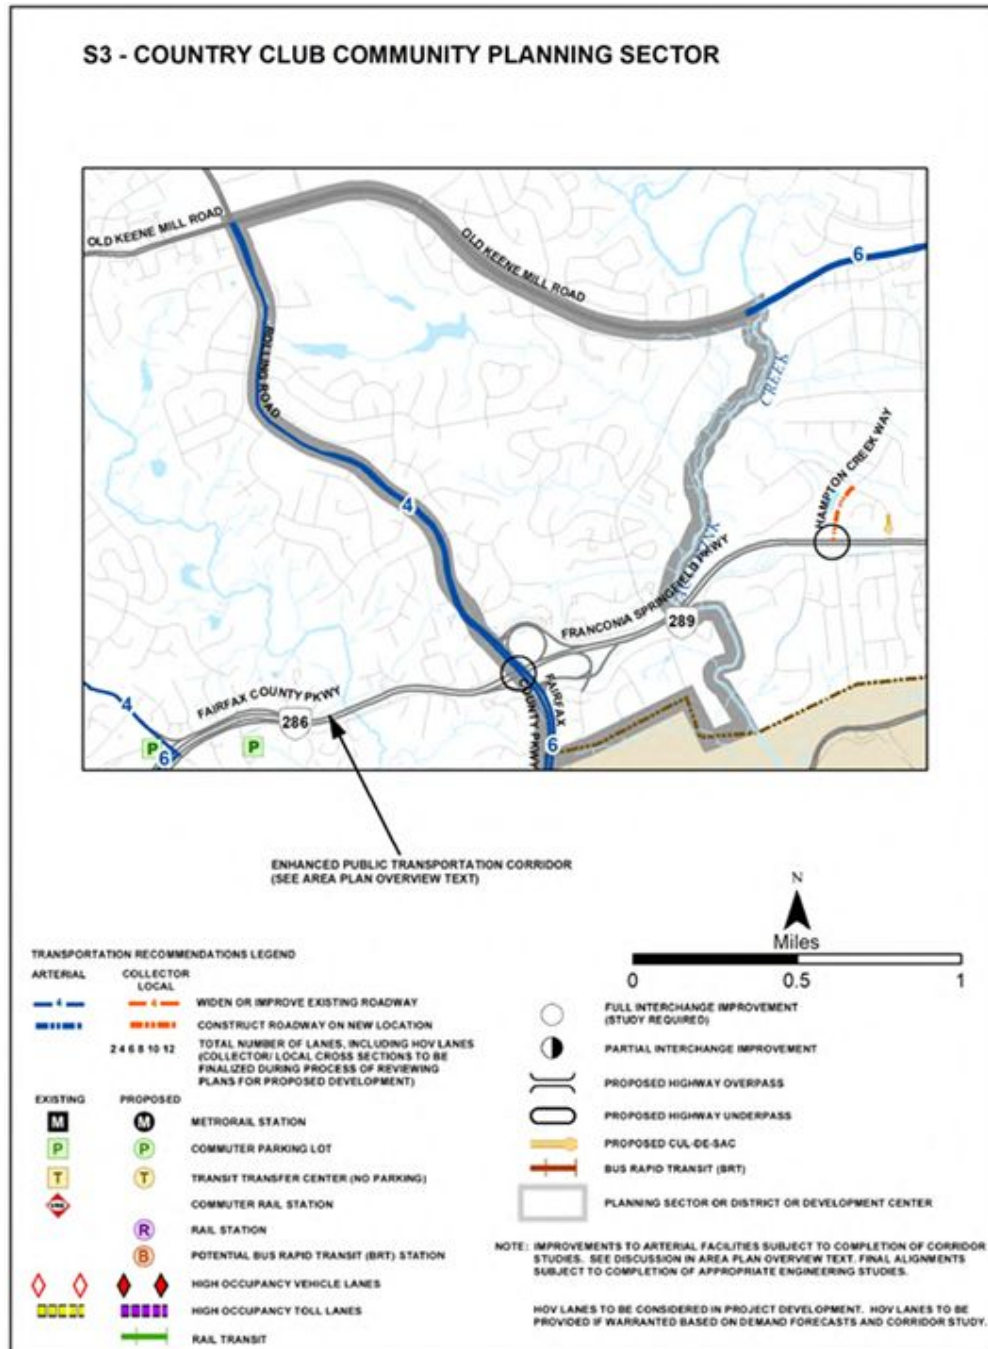 S3 - COUNTRY CLUB COMMUNITY PLANNING SECTOR
OLD KEENE MILL ROAD
OLD KEENE MILL ROAD
6
ROLLING ROAD
CREEK
HAMPTON CREEK WAY
4
FRANCONIA SPRINGFIELD PKWY
289
FAIRFAX COUNTY PKWY
286
FAIRFAX
COUNTY PKWY
4
P
P
6
6
ENHANCED PUBLIC TRANSPORTATION CORRIDOR
(SEE AREA PLAN OVERVIEW TEXT)
N
Miles
0 0.5 1
TRANSPORTATION RECOMMENDATIONS LEGEND
ARTERIAL COLLECTOR
LOCAL
4 4 WIDEN OR IMPROVE EXISTING ROADWAY
CONSTRUCT ROADWAY ON NEW LOCATION
2 4 6 8 10 12 TOTAL NUMBER OF LANES, INCLUDING HOV LANES
(COLLECTOR/ LOCAL CROSS SECTIONS TO BE
FINALIZED DURING PROCESS OF REVIEWING
PLANS FOR PROPOSED DEVELOPMENT)
EXISTING PROPOSED
M M METRORAIL STATION
P P COMMUTER PARKING LOT
T T TRANSIT TRANSFER CENTER (NO PARKING)
VRE COMMUTER RAIL STATION
R RAIL STATION
B POTENTIAL BUS RAPID TRANSIT (BRT) STATION
HIGH OCCUPANCY VEHICLE LANES
HIGH OCCUPANCY TOLL LANES
RAIL TRANSIT
FULL INTERCHANGE IMPROVEMENT
(STUDY REQUIRED)
PARTIAL INTERCHANGE IMPROVEMENT
PROPOSED HIGHWAY OVERPASS
PROPOSED HIGHWAY UNDERPASS
PROPOSED CUL-DE-SAC
BUS RAPID TRANSIT (BRT)
PLANNING SECTOR OR DISTRICT OR DEVELOPMENT CENTER
NOTE: IMPROVEMENTS TO ARTERIAL FACILITIES SUBJECT TO COMPLETION OF CORRIDOR
STUDIES. SEE DISCUSSION IN AREA PLAN OVERVIEW TEXT. FINAL ALIGNMENTS
SUBJECT TO COMPLETION OF APPROPRIATE ENGINEERING STUDIES.
HOV LANES TO BE CONSIDERED IN PROJECT DEVELOPMENT. HOV LANES TO BE
PROVIDED IF WARRANTED BASED ON DEMAND FORECASTS AND CORRIDOR STUDY.